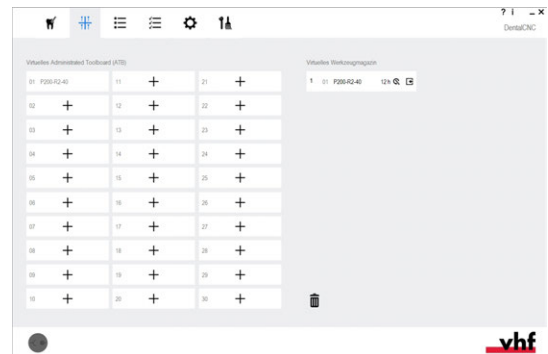 ? i
DentalCNC
Virtuelles Administrated Toolboard (ATB)
Virtuelles Werkzeugmagazin
01 P200-R2-40 11 21
1 01 P200-R2-40 12 h
02 12 22
03 13 23
04 14 24
05 15 25
06 16 26
07 17 27
08 18 28
09 19 29
10 20 30
vhf